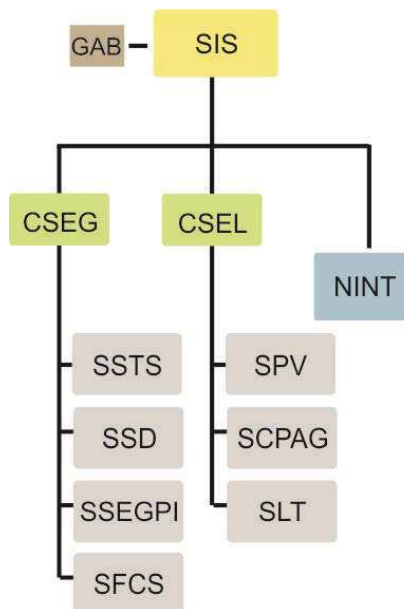 GAB
SIS
CSEG
CSEL
NINT
SSTS
SPV
SSD
SCPAG
SSEGPI
SLT
SFCS